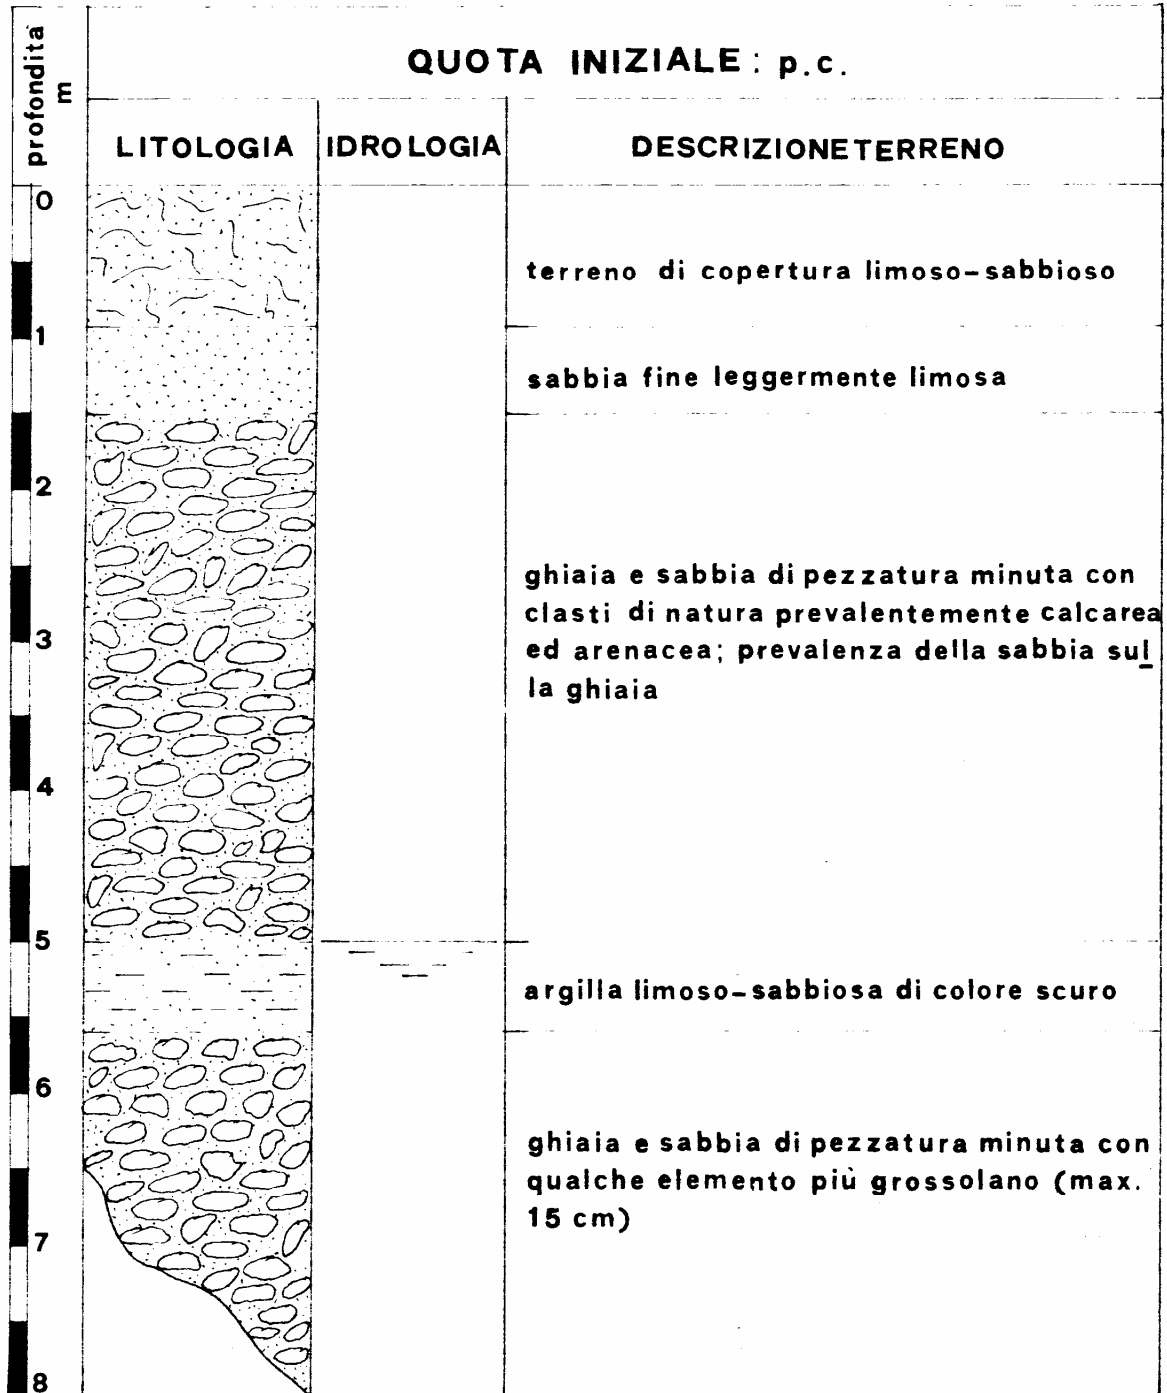 QUOTA INIZIALE: p.c.
profondità m
LITOLOGIA IDROLOGIA DESCRIZIONE TERRENO
0
terreno di copertura limoso-sabbioso
1
sabbia fine leggermente limosa
2
ghiaia e sabbia di pezzatura minuta con
clasti di natura prevalentemente calcarea
3
ed arenacea; prevalenza della sabbia sul
la ghiaia
4
5
argilla limoso-sabbiosa di colore scuro
6
ghiaia e sabbia di pezzatura minuta con
qualche elemento più grossolano (max.
15 cm)
7
8